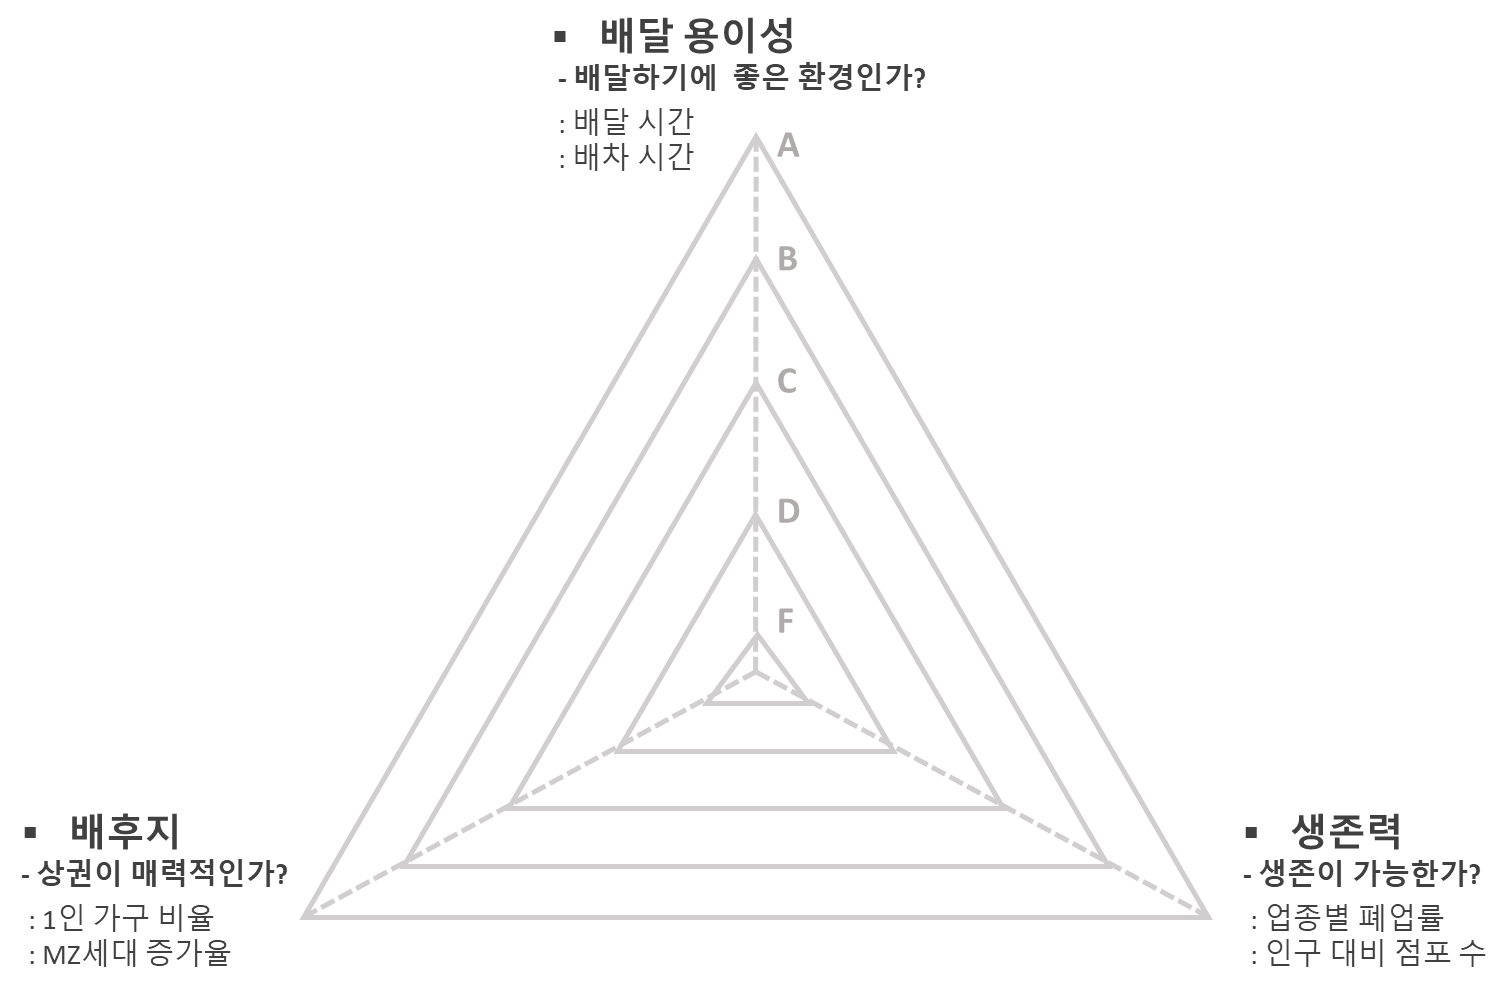 ▪ 배달 용이성
- 배달하기에 좋은 환경인가?
: 배달 시간
: 배차 시간
A
B
C
D
F
▪ 배후지
- 상권이 매력적인가?
: 1인 가구 비율
: MZ세대 증가율
▪ 생존력
- 생존이 가능한가?
: 업종별 폐업률
: 인구 대비 점포 수